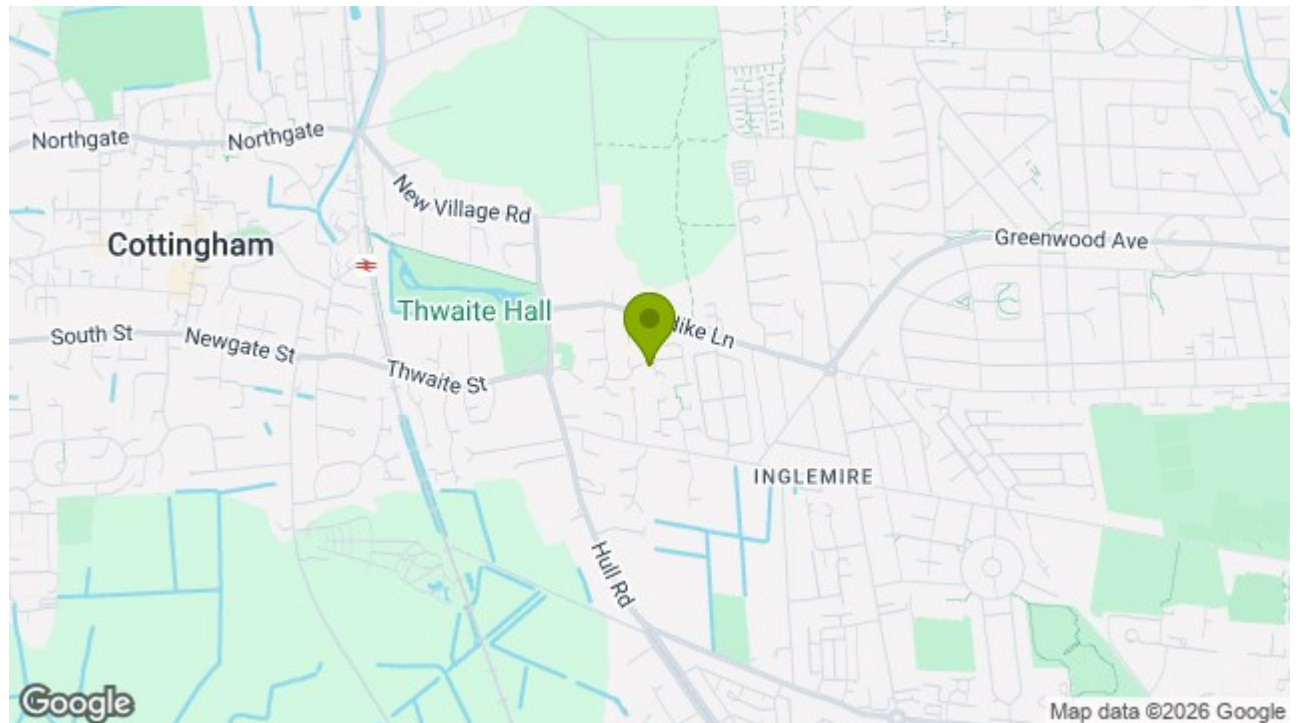 Northgate
Northgate
New Village Rd
Cottingham
Greenwood Ave
Thwaite Hall
South St
Newgate St
Thwaite St
Ln
INGLEMIRE
Hull Rd
Google
Map data ©2026 Google